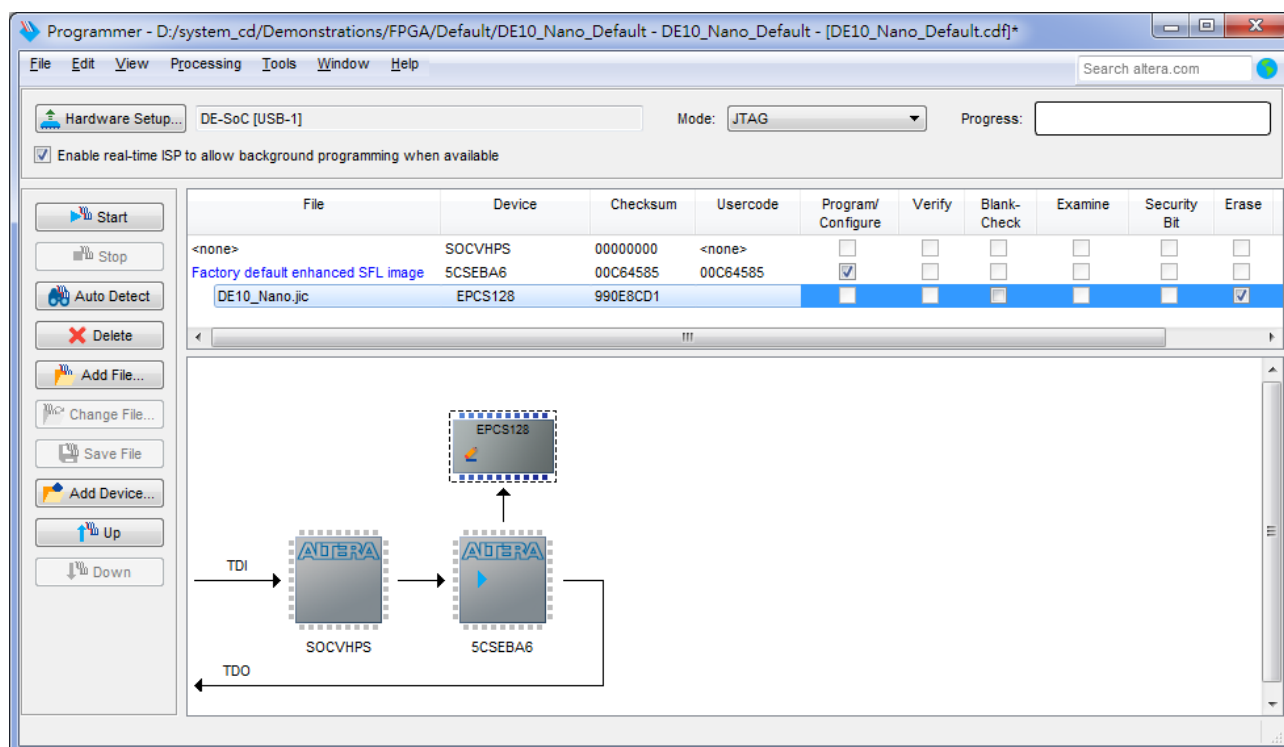 Programmer - D:/system_cd/Demonstrations/FPGA/Default/DE10_Nano_Default - DE10_Nano_Default - [DE10_Nano_Default.cdf]*
File Edit View Processing Tools Window Help Search altera.com
Hardware Setup... DE-SoC [USB-1] Mode: JTAG Progress:
Enable real-time ISP to allow background programming when available
File Device Checksum Usercode Program/ Configure Verify Blank- Check Examine Security Bit Erase
Start
Stop
Auto Detect
Delete
Add File...
Change File...
Save File
Add Device...
Up
Down
<none> SOCVHPS 00000000 <none>
Factory default enhanced SFL image 5CSEBA6 00C64585 00C64585
DE10_Nano.jic EPCS128 990E8CD1
EPCS128
ALTERA ALTERA
TDI
SOCVHPS 5CSEBA6
TDO